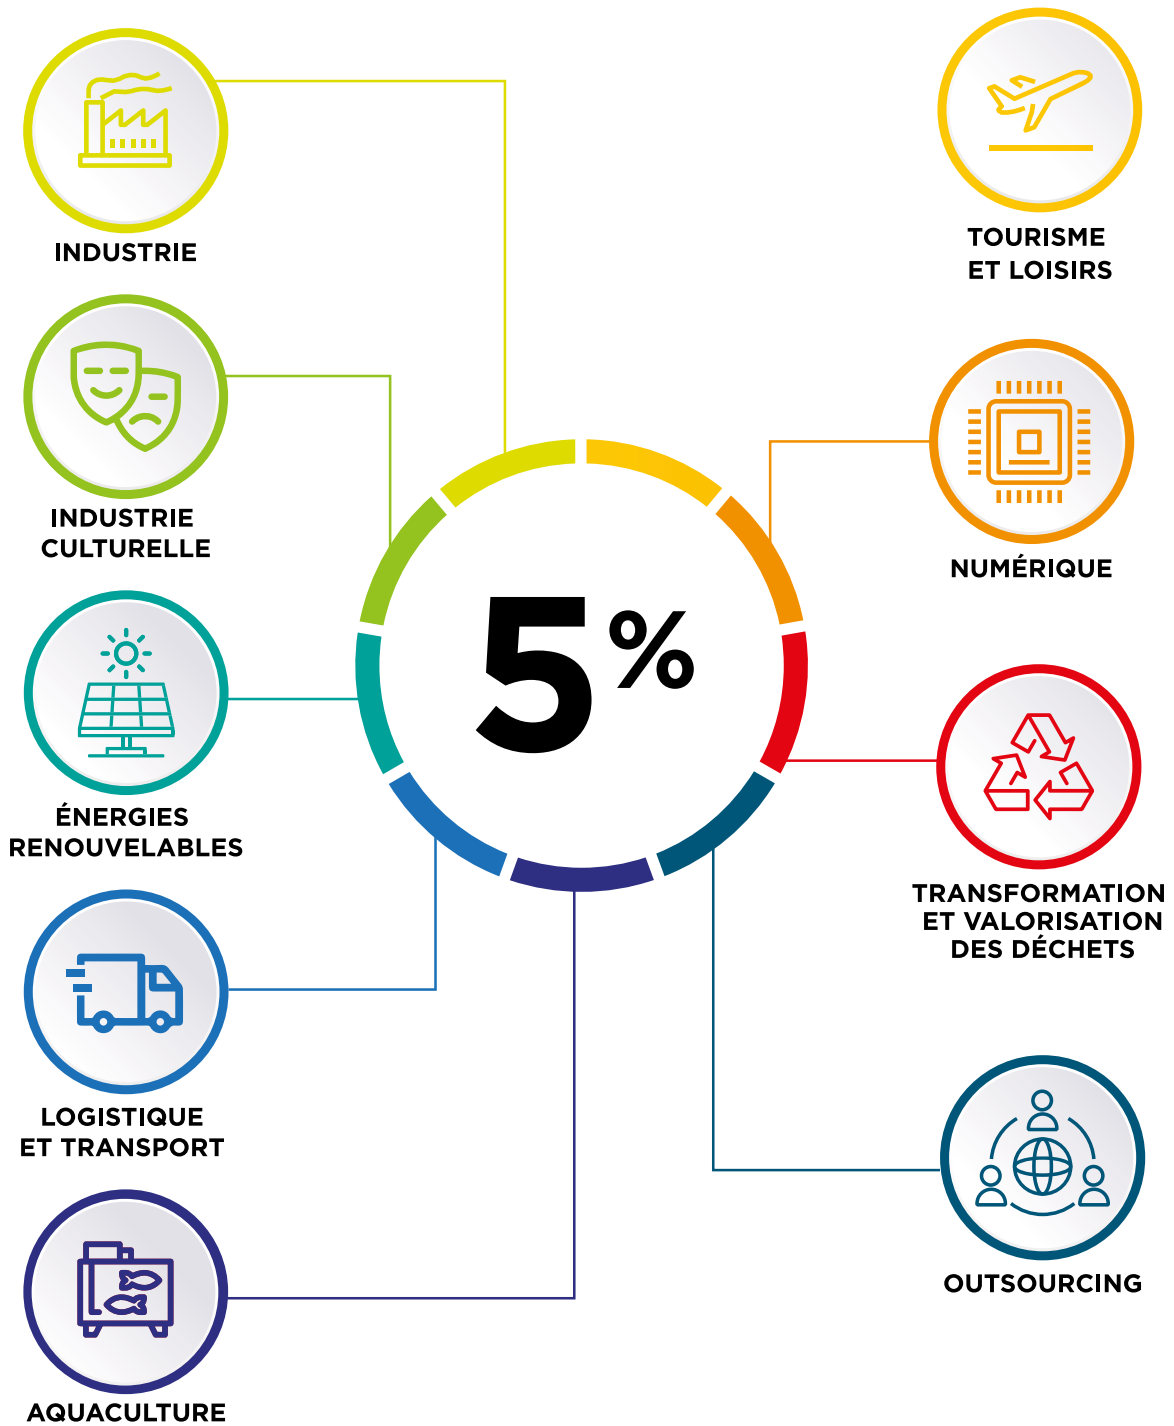 INDUSTRIE
INDUSTRIE
CULTURELLE
ÉNERGIES
RENOUVELABLES
LOGISTIQUE
ET TRANSPORT
AQUACULTURE
5%
TOURISME
ET LOISIRS
NUMÉRIQUE
TRANSFORMATION
ET VALORISATION
DES DÉCHETS
OUTSOURCING